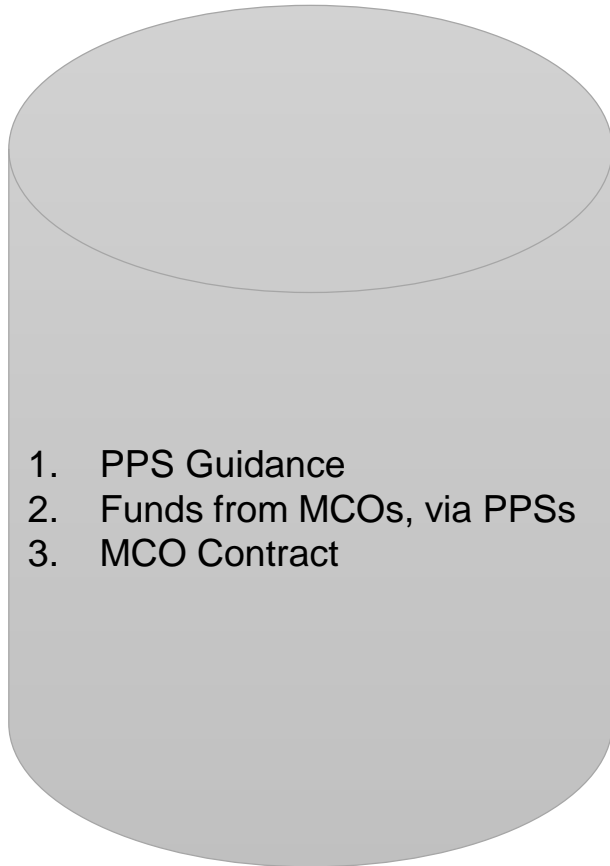 1. PPS Guidance
2. Funds from MCOs, via PPSs
3. MCO Contract